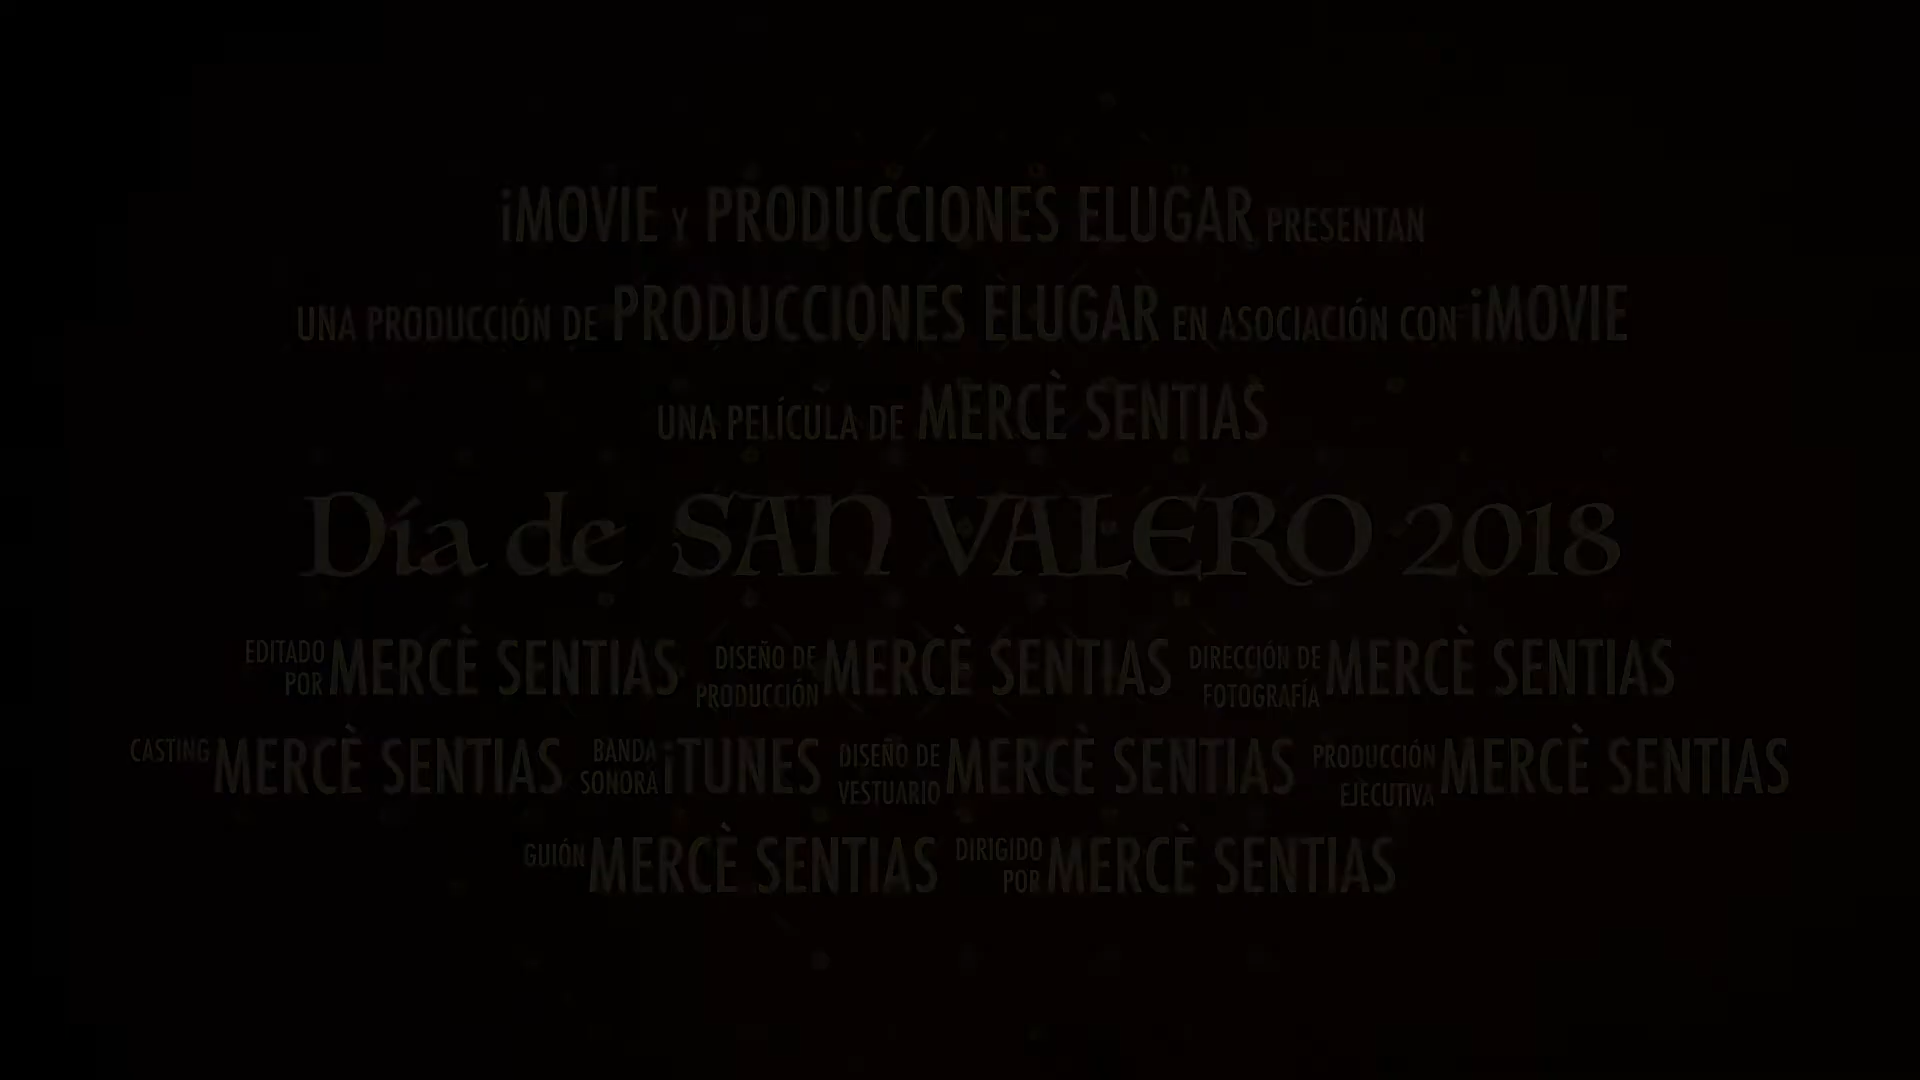 iMOVIE Y PRODUCCIONES ELUGAR PRESENTAN
UNA PRODUCCIÓN DE PRODUCCIONES ELUGAR EN ASOCIACIÓN CON iMOVIE
UNA PELÍCULA DE MERCÈ SENTIAS
Día de SAN VALERO 2018
EDITADO POR MERCÈ SENTIAS DISEÑO DE PRODUCCIÓN MERCÈ SENTIAS DIRECCIÓN DE FOTOGRAFÍA MERCÈ SENTIAS
CASTING MERCÈ SENTIAS BANDA SONORA iTUNES DISEÑO DE VESTUARIO MERCÈ SENTIAS PRODUCCIÓN EJECUTIVA MERCÈ SENTIAS
GUIÓN MERCÈ SENTIAS DIRIGIDO POR MERCÈ SENTIAS